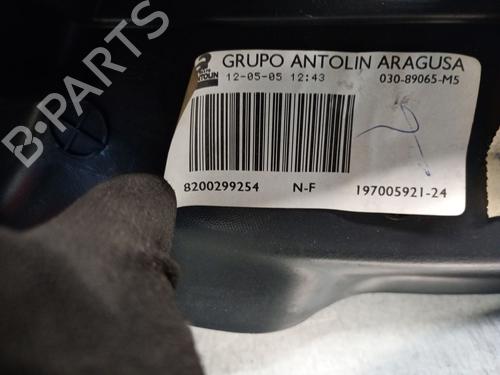 GRUPO ANTOLIN ARAGUSA
12-05-05 12:43
030-89065-M5
8200299254 N-F 197005921-24
B-PARTS